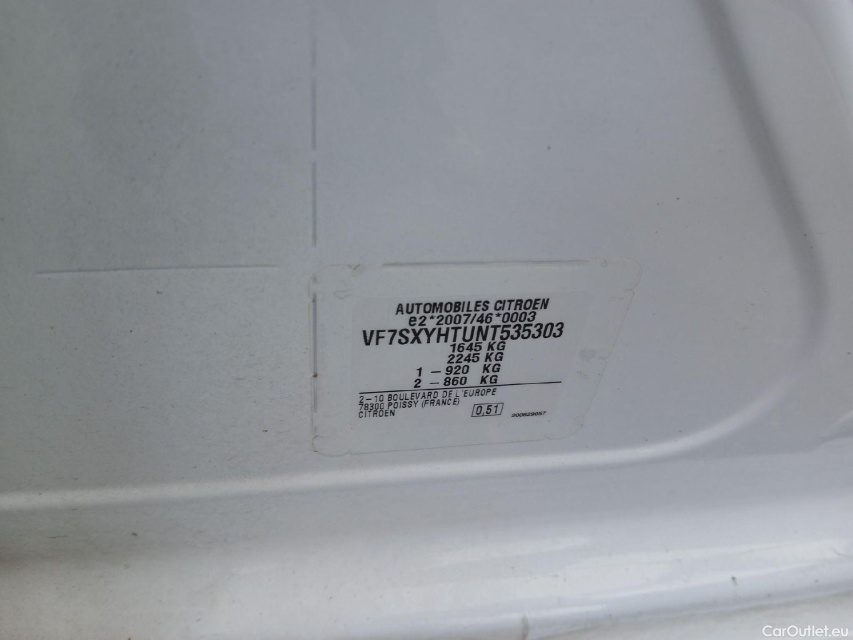 AUTOMOBILES CITROEN
e2*2007/46*0003
VF7SXYHTUNT535303
1645 KG
2245 KG
1 - 920 KG
2 - 860 KG
2-10 BOULEVARD DE L'EUROPE
78300 POISSY (FRANCE)
CITROEN
0,51
CarOutlet.eu